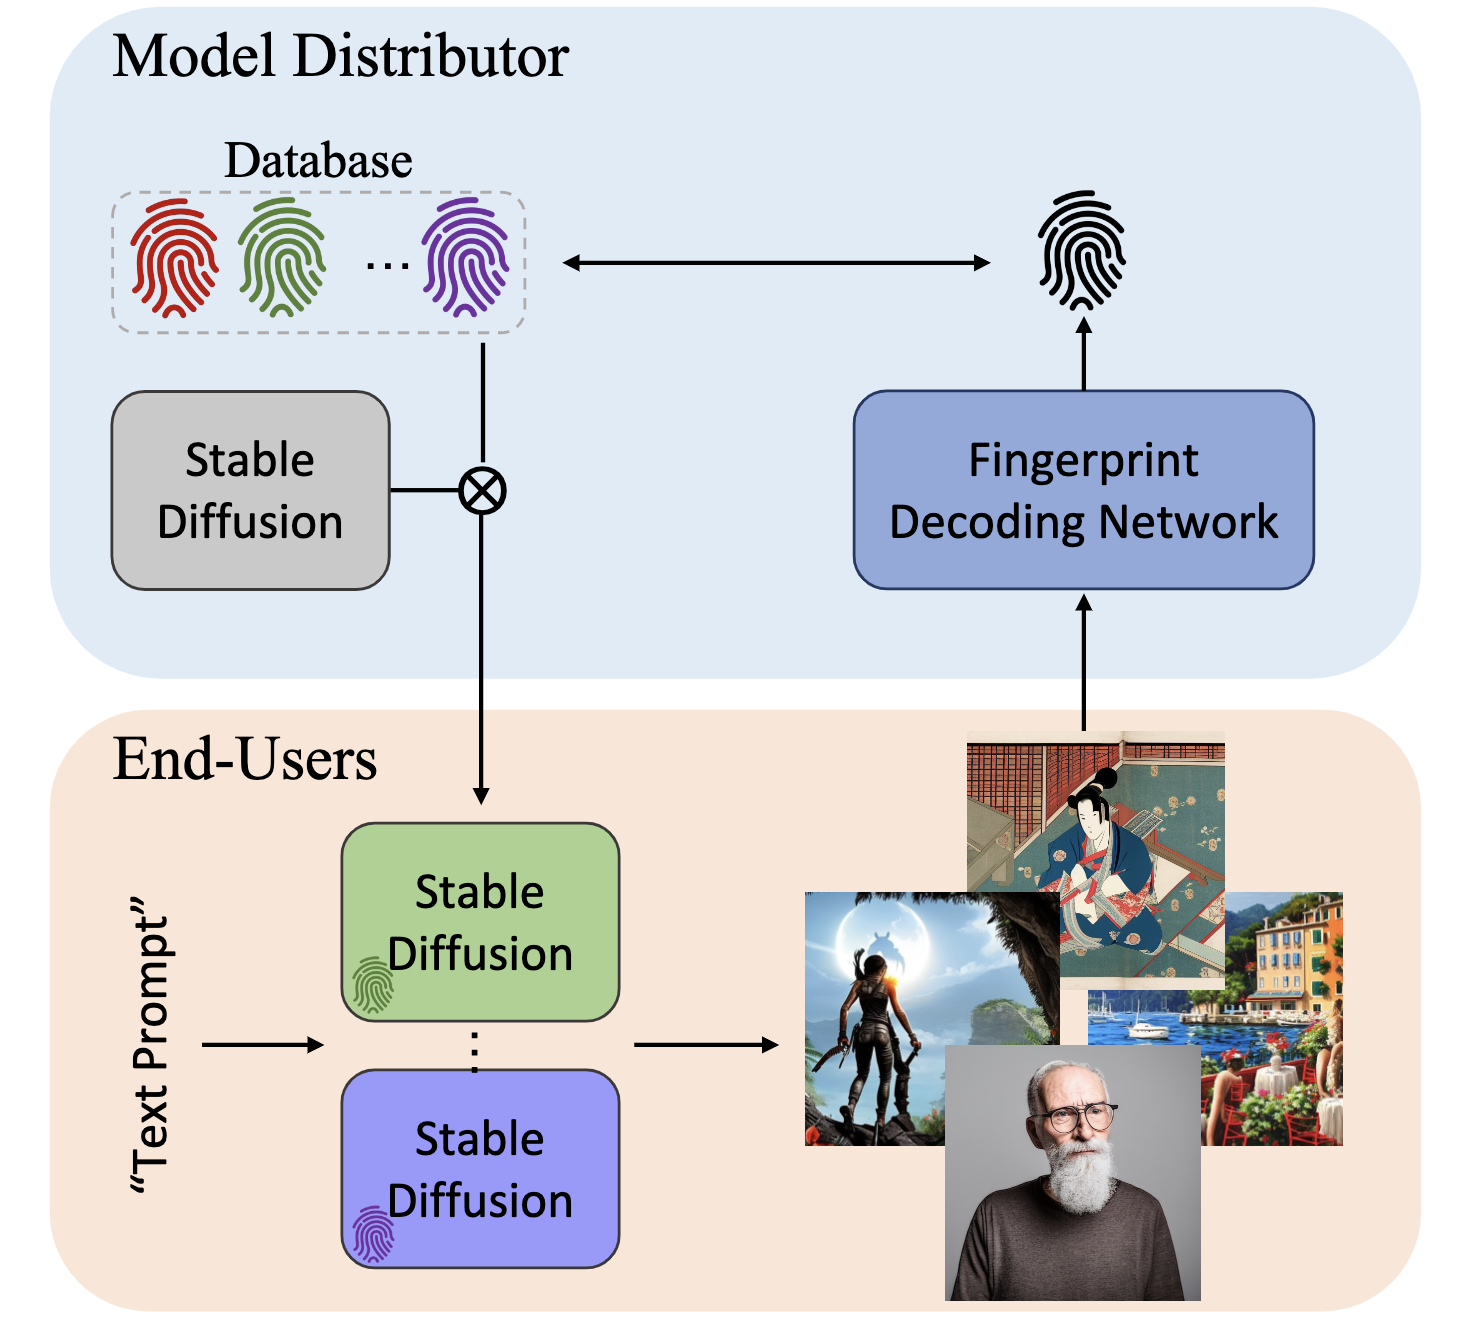 Model Distributor
Database
...
Stable
Diffusion
Fingerprint
Decoding Network
End-Users
“Text Prompt”
Stable
Diffusion
...
Stable
Diffusion